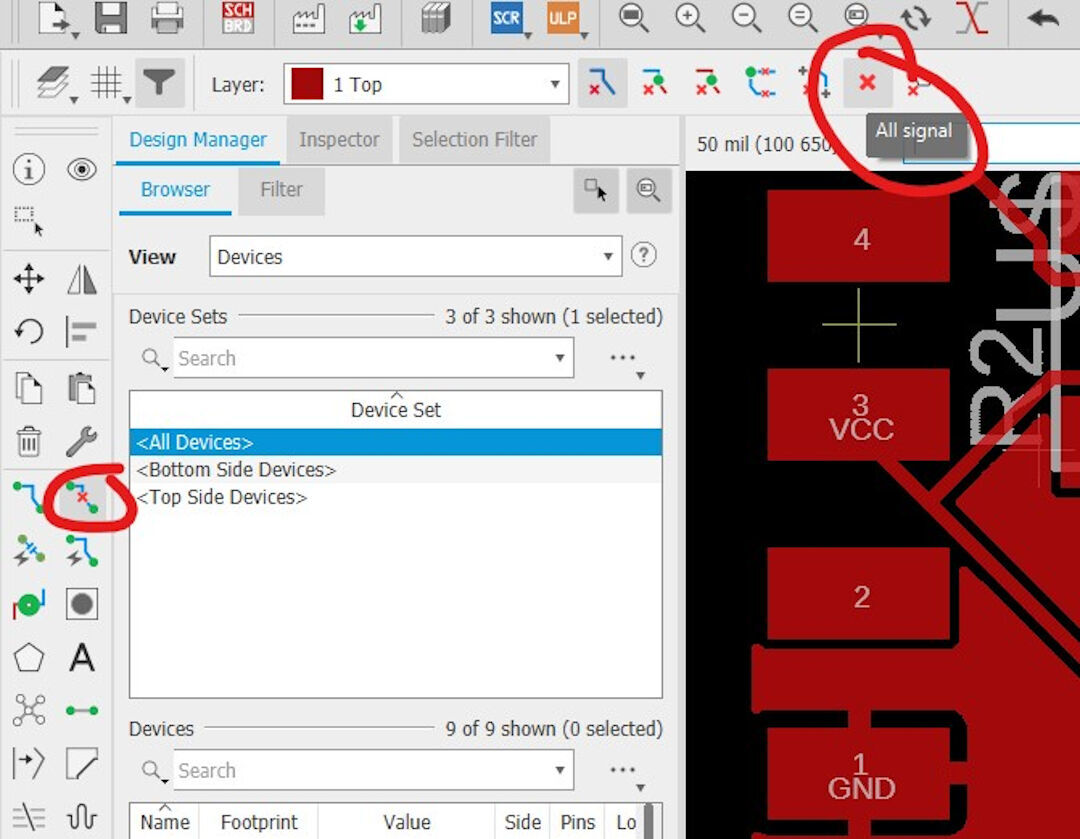 SCH
BRD
SCR
ULP
Layer:
1 Top
All signal
Design Manager
Inspector
Selection Filter
50 mil (100 650)
Browser
Filter
View
Devices
Device Sets
3 of 3 shown (1 selected)
Search
Device Set
<All Devices>
<Bottom Side Devices>
<Top Side Devices>
Devices
9 of 9 shown (0 selected)
Search
Name
Footprint
Value
Side
Pins
Lo
A
4
3
VCC
2
1
GND
R2U$